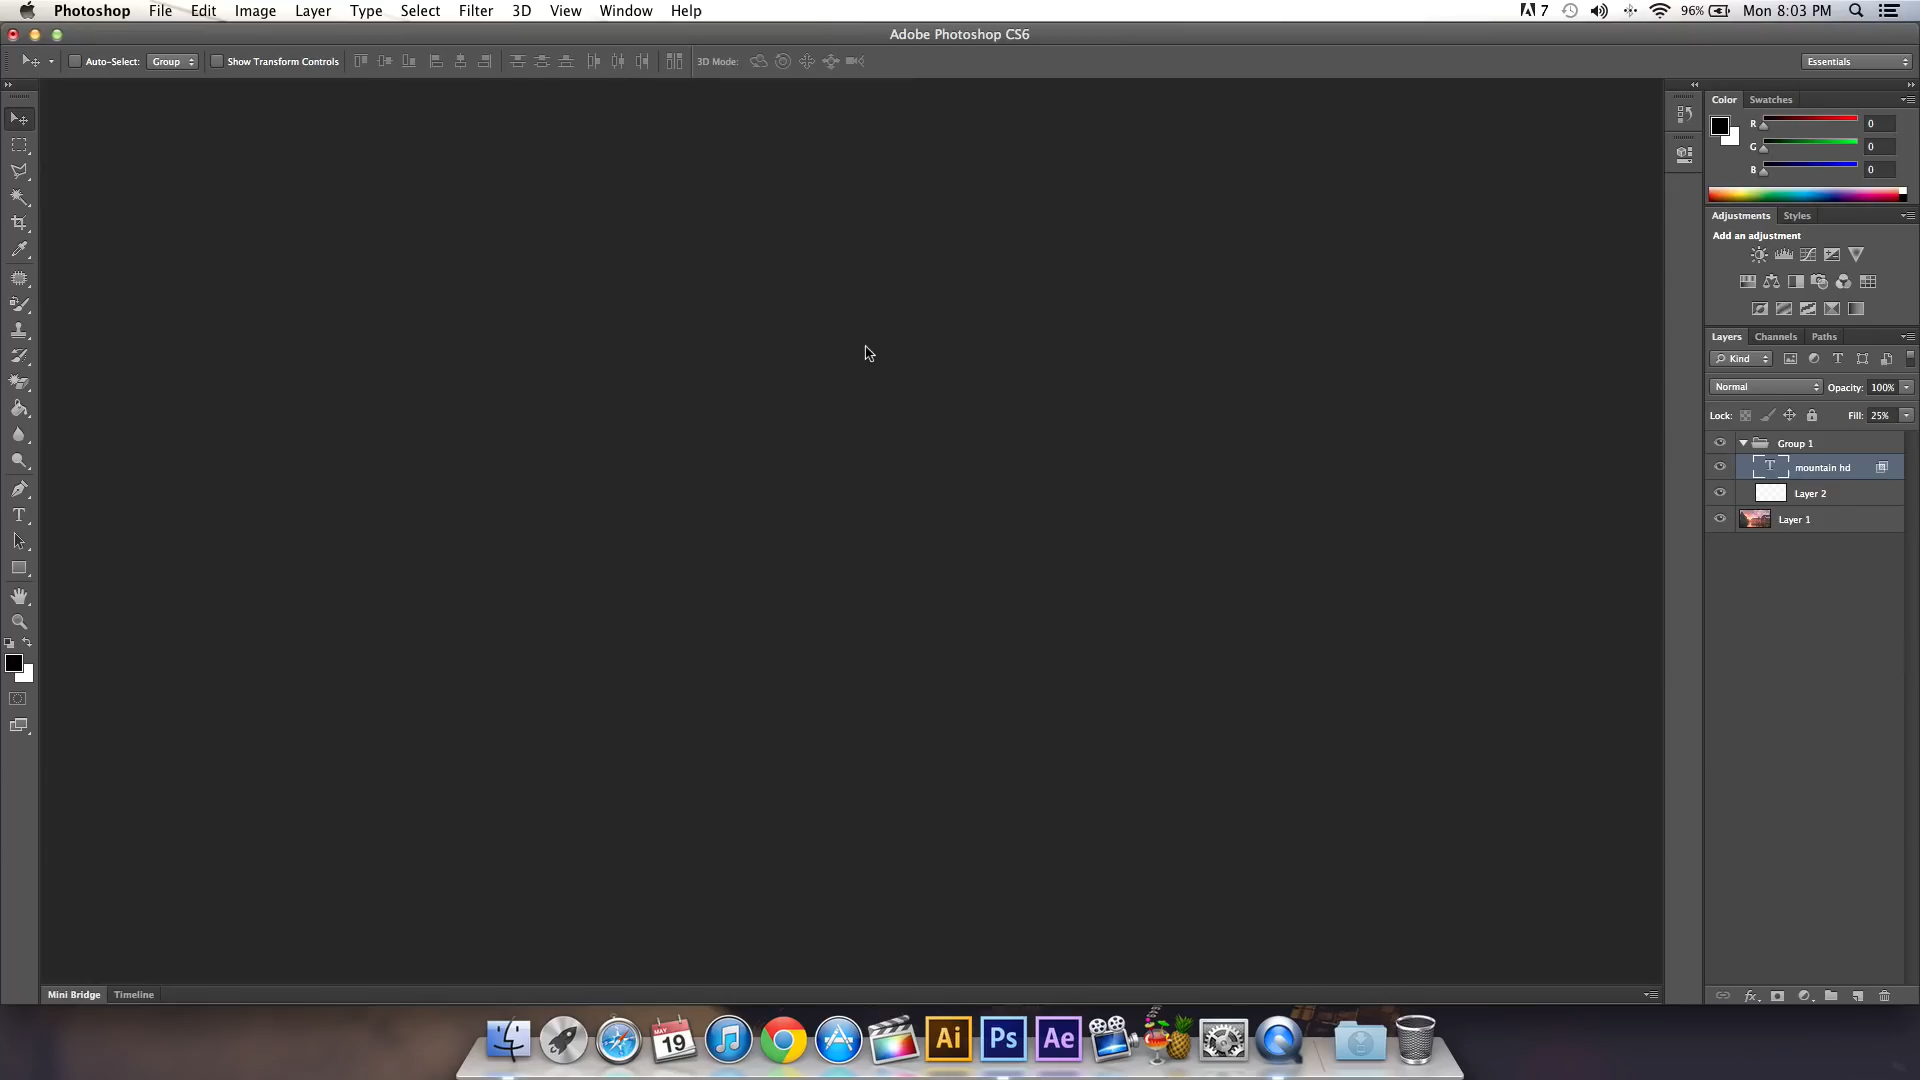 Photoshop File Edit Image Layer Type Select Filter 3D View Window Help 7 96% Mon 8:03 PM
Adobe Photoshop CS6
Auto-Select: Group Show Transform Controls 3D Mode: Essentials
Color Swatches
R 0
G 0
B 0
Adjustments Styles
Add an adjustment
Layers Channels Paths
Kind T
Normal Opacity: 100%
Lock: Fill: 25%
Group 1
T mountain hd
Layer 2
Layer 1
T
Mini Bridge Timeline
fx
MAY
19
Ai Ps Ae